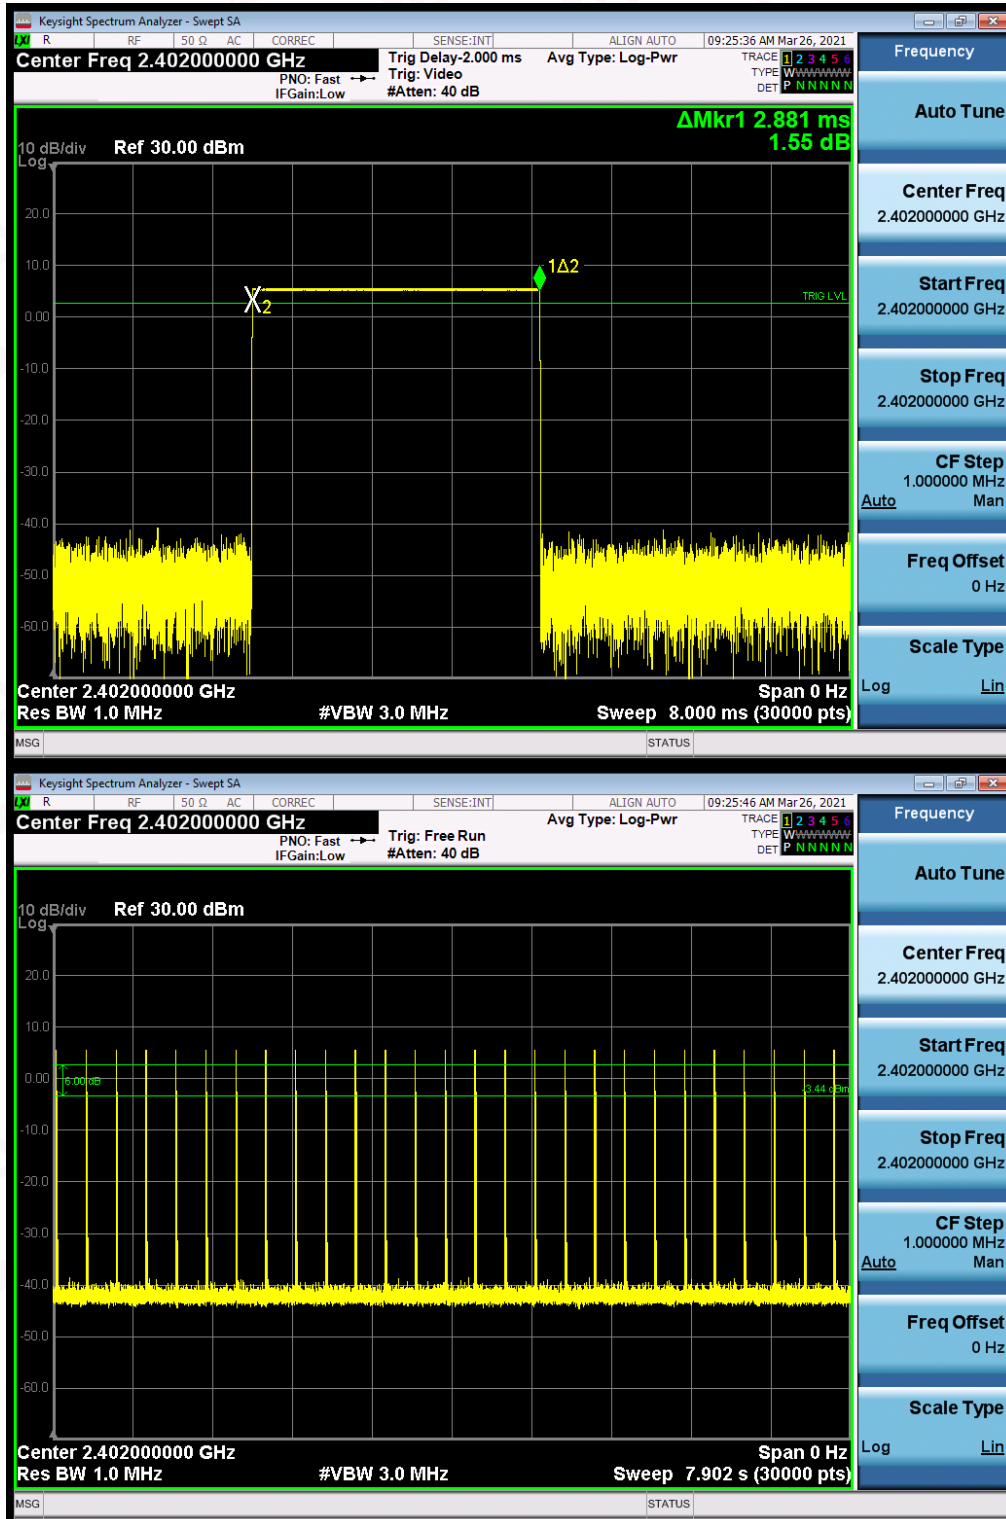 Keysight Spectrum Analyzer - Swept SA
LXI R RF 50 Ω AC CORREC SENSE:INT ALIGN AUTO 09:25:36 AM Mar 26, 2021
Center Freq 2.402000000 GHz
PNO: Fast
IFGain:Low
Trig Delay-2.000 ms
Trig: Video
#Atten: 40 dB
Avg Type: Log-Pwr
TRACE 1 2 3 4 5 6
TYPE W
DET P N N N N N
ΔMkr1 2.881 ms
1.55 dB
10 dB/div Ref 30.00 dBm
Log
20.0
10.0
1Δ2
2
TRIG LVL
0.00
-10.0
-20.0
-30.0
-40.0
-50.0
-60.0
Center 2.402000000 GHz Span 0 Hz
Res BW 1.0 MHz #VBW 3.0 MHz Sweep 8.000 ms (30000 pts)
MSG STATUS
Frequency
Auto Tune
Center Freq
2.402000000 GHz
Start Freq
2.402000000 GHz
Stop Freq
2.402000000 GHz
CF Step
1.000000 MHz
Auto Man
Freq Offset
0 Hz
Scale Type
Log Lin
Keysight Spectrum Analyzer - Swept SA
LXI R RF 50 Ω AC CORREC SENSE:INT ALIGN AUTO 09:25:46 AM Mar 26, 2021
Center Freq 2.402000000 GHz
PNO: Fast
IFGain:Low
Trig: Free Run
#Atten: 40 dB
Avg Type: Log-Pwr
TRACE 1 2 3 4 5 6
TYPE W
DET P N N N N N
10 dB/div Ref 30.00 dBm
Log
20.0
10.0
0.00
6.00 dB
-3.44 dBm
-10.0
-20.0
-30.0
-40.0
-50.0
-60.0
Center 2.402000000 GHz Span 0 Hz
Res BW 1.0 MHz #VBW 3.0 MHz Sweep 7.902 s (30000 pts)
MSG STATUS
Frequency
Auto Tune
Center Freq
2.402000000 GHz
Start Freq
2.402000000 GHz
Stop Freq
2.402000000 GHz
CF Step
1.000000 MHz
Auto Man
Freq Offset
0 Hz
Scale Type
Log Lin